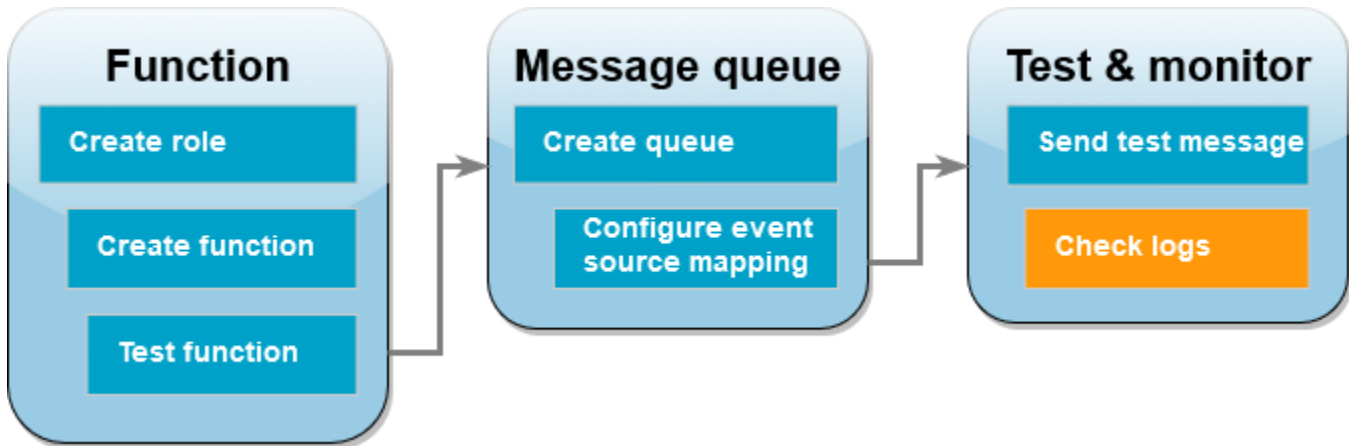 Function
Create role
Create function
Test function
Message queue
Create queue
Configure event
source mapping
Test & monitor
Send test message
Check logs